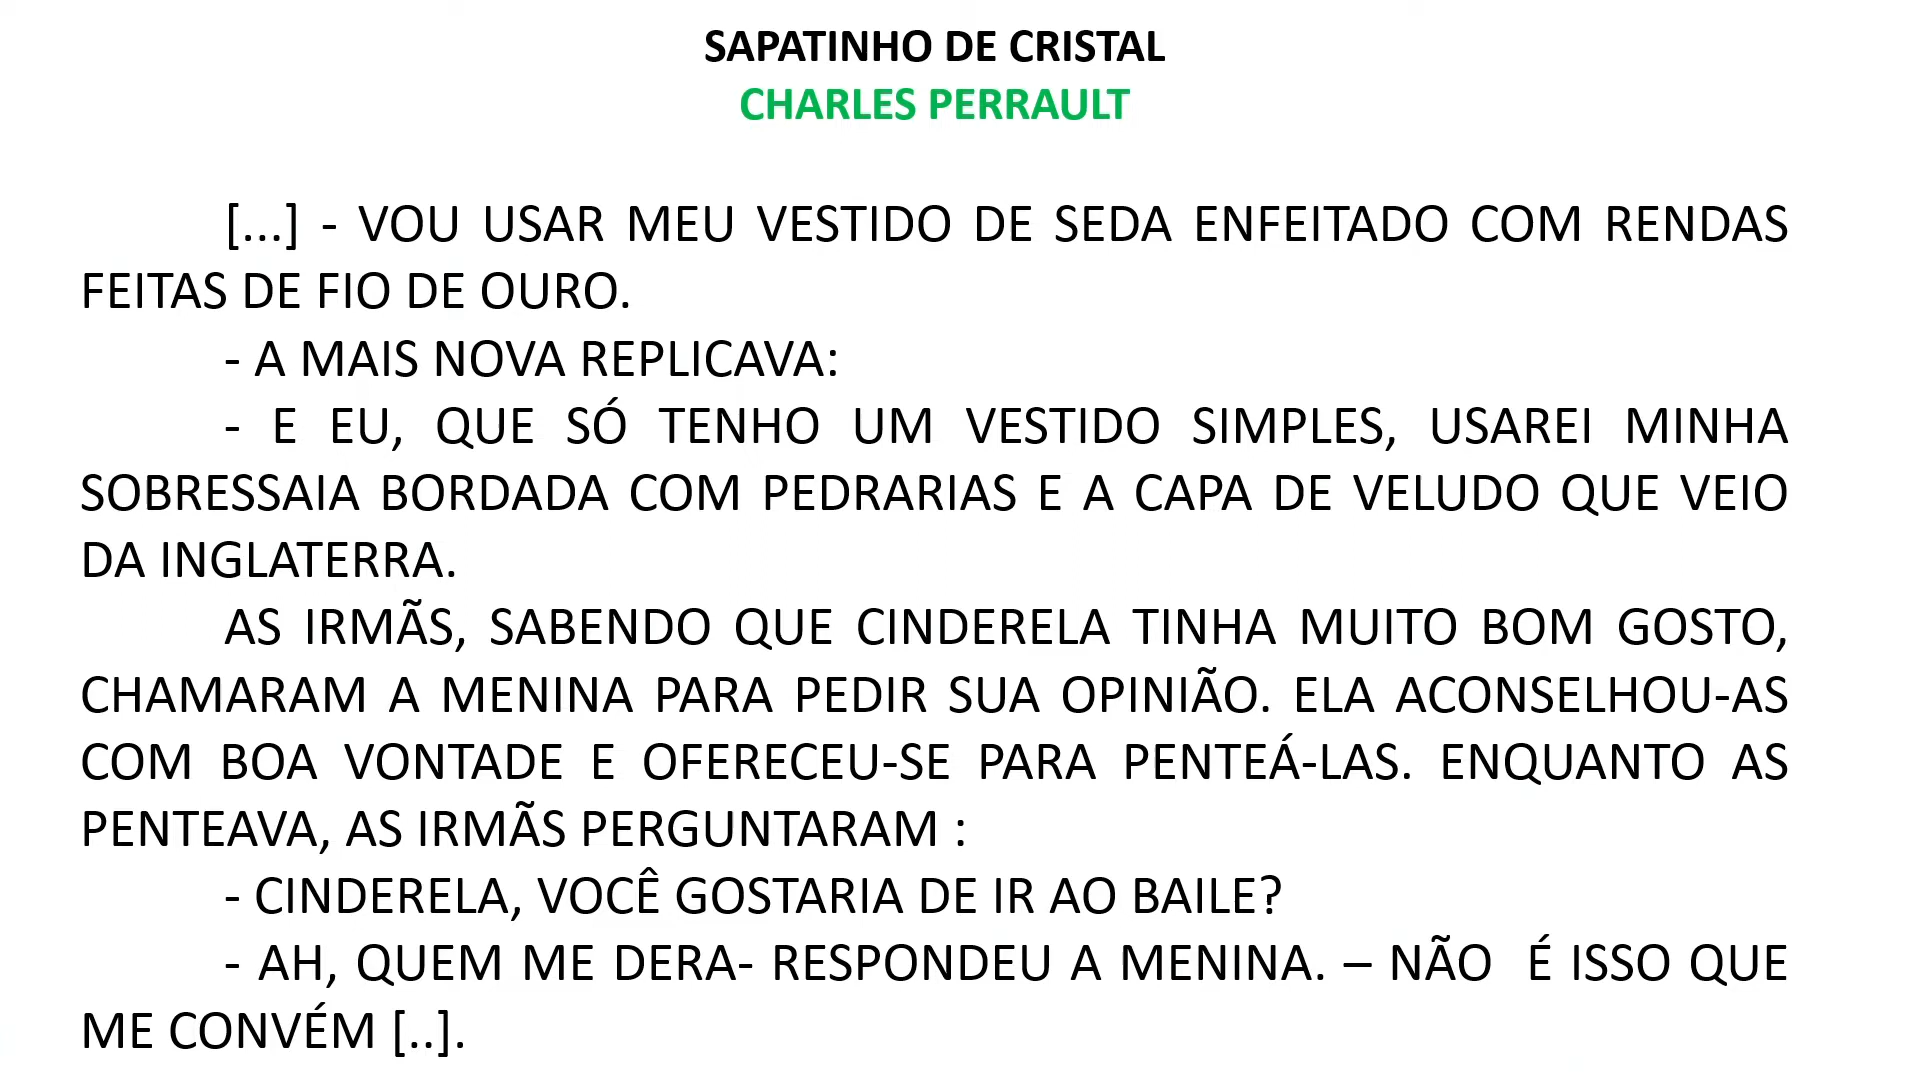 SAPATINHO DE CRISTAL
CHARLES PERRAULT
[...] - VOU USAR MEU VESTIDO DE SEDA ENFEITADO COM RENDAS
FEITAS DE FIO DE OURO.
- A MAIS NOVA REPLICAVA:
- E EU, QUE SÓ TENHO UM VESTIDO SIMPLES, USAREI MINHA
SOBRESSAIA BORDADA COM PEDRARIAS E A CAPA DE VELUDO QUE VEIO
DA INGLATERRA.
AS IRMÃS, SABENDO QUE CINDERELA TINHA MUITO BOM GOSTO,
CHAMARAM A MENINA PARA PEDIR SUA OPINIÃO. ELA ACONSELHOU-AS
COM BOA VONTADE E OFERECEU-SE PARA PENTEÁ-LAS. ENQUANTO AS
PENTEAVA, AS IRMÃS PERGUNTARAM :
- CINDERELA, VOCÊ GOSTARIA DE IR AO BAILE?
- AH, QUEM ME DERA- RESPONDEU A MENINA. – NÃO  É ISSO QUE
ME CONVÉM [..].